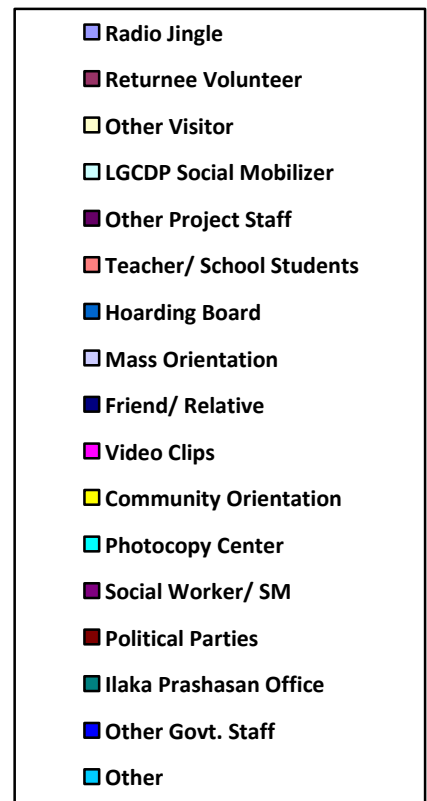 Radio Jingle
Returnee Volunteer
Other Visitor
LGCDP Social Mobilizer
Other Project Staff
Teacher/ School Students
Hoarding Board
Mass Orientation
Friend/ Relative
Video Clips
Community Orientation
Photocopy Center
Social Worker/ SM
Political Parties
Ilaka Prashasan Office
Other Govt. Staff
Other